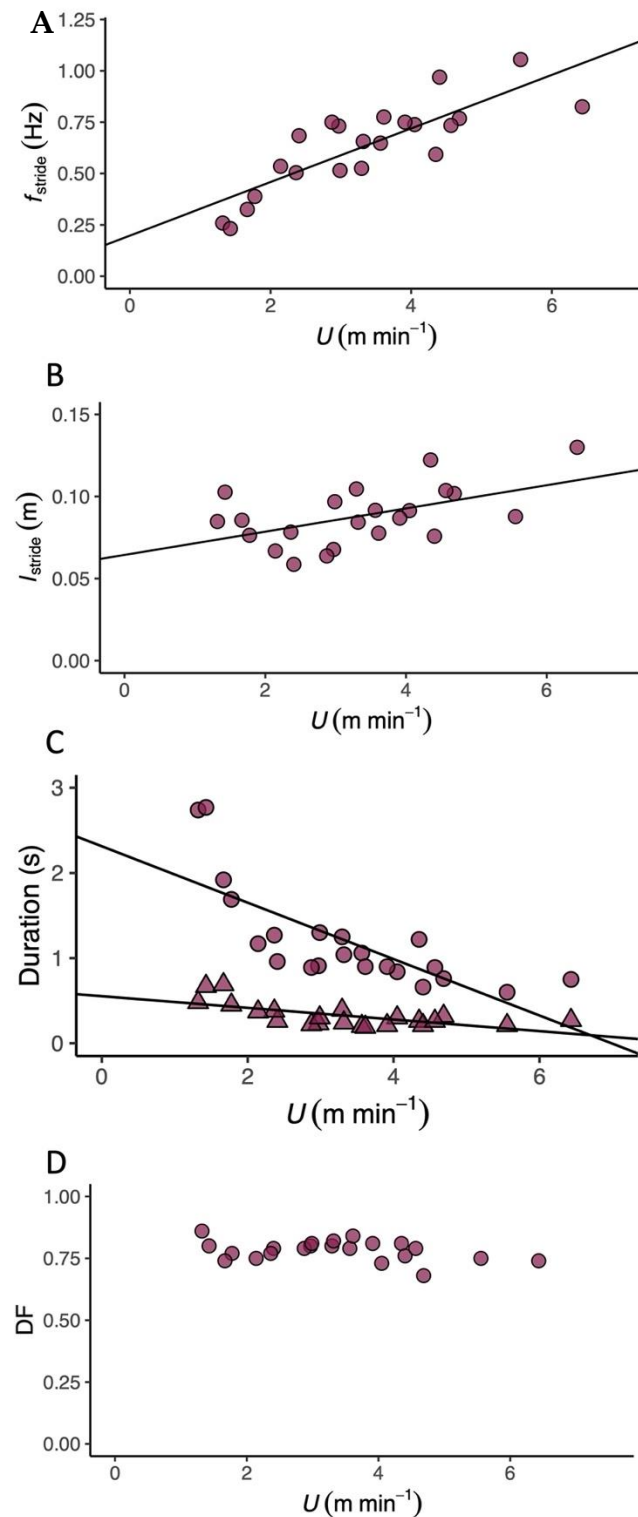 A
1.25
1.00
0.75
0.50
0.25
0.00
f stride (Hz)
0 2 4 6
U (m min⁻¹)
B
0.15
0.10
0.05
0.00
l stride (m)
0 2 4 6
U (m min⁻¹)
C
3
2
1
0
Duration (s)
0 2 4 6
U (m min⁻¹)
D
1.00
0.75
0.50
0.25
0.00
DF
0 2 4 6
U (m min⁻¹)